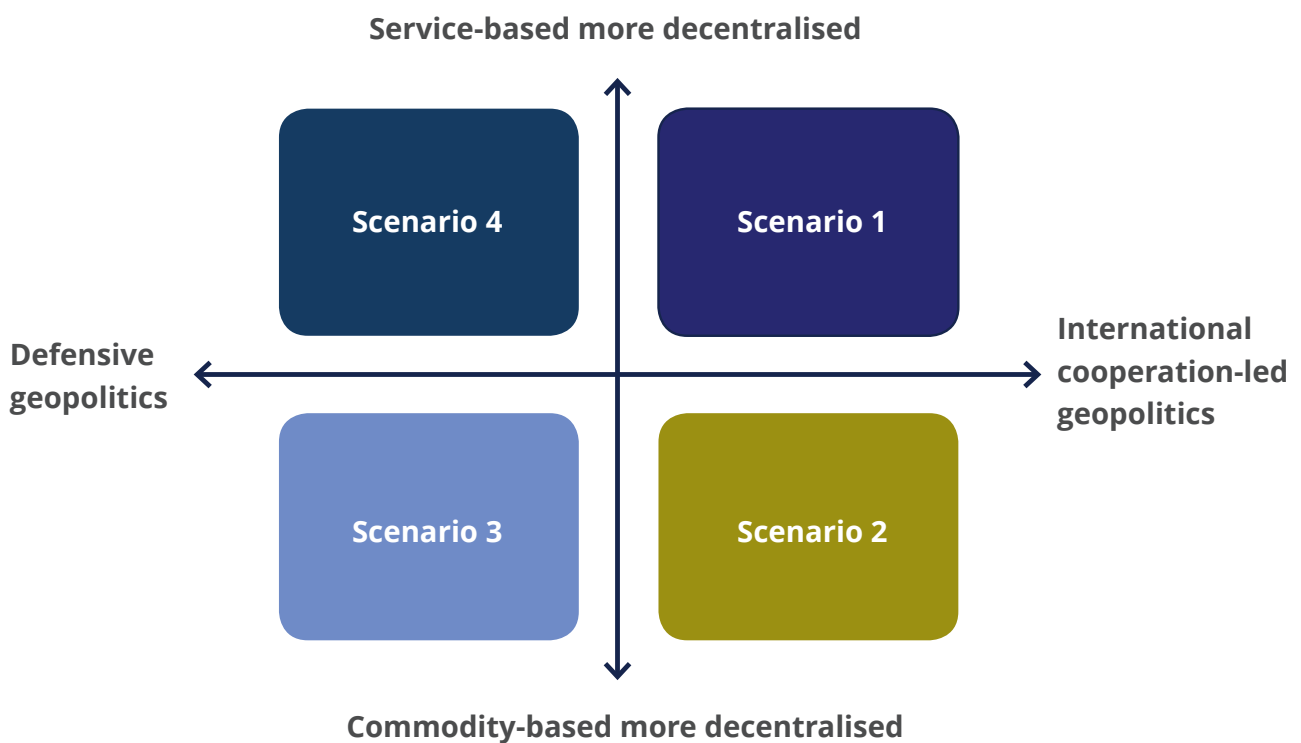 Service-based more decentralised
Scenario 4
Scenario 1
Defensive
geopolitics
International
cooperation-led
geopolitics
Scenario 3
Scenario 2
Commodity-based more decentralised